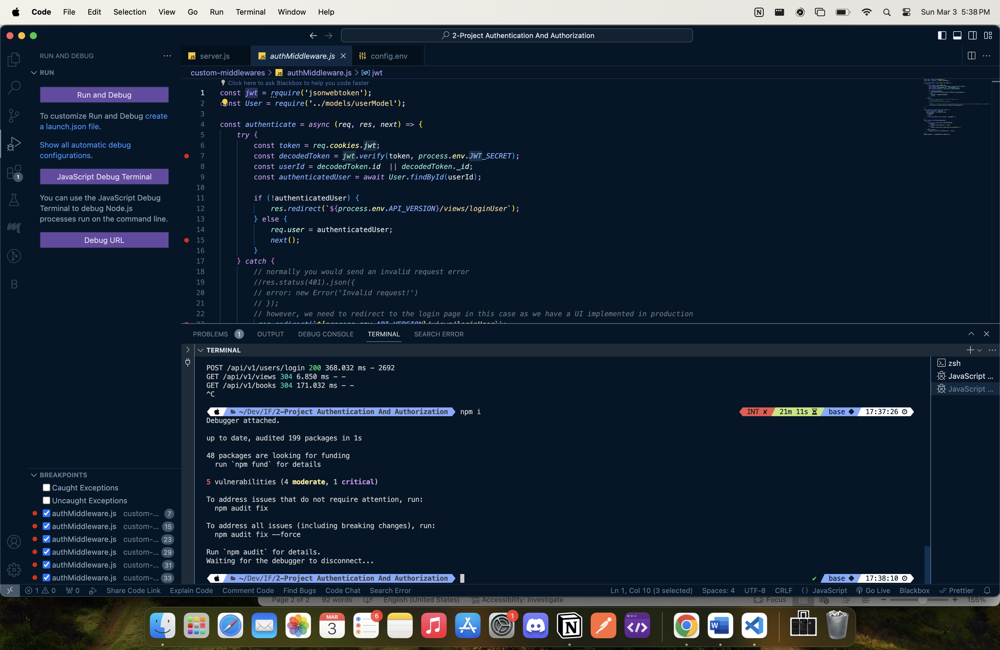 Code File Edit Selection View Go Run Terminal Window Help Sun Mar 3 5:38 PM
2-Project Authentication And Authorization
RUN AND DEBUG
RUN
Run and Debug
To customize Run and Debug create
a launch.json file.
Show all automatic debug
configurations.
JavaScript Debug Terminal
You can use the JavaScript Debug
Terminal to debug Node.js
processes run on the command line.
Debug URL
1
B
BREAKPOINTS
Caught Exceptions
Uncaught Exceptions
authMiddleware.js custom-... 7
authMiddleware.js custom-... 15
authMiddleware.js custom-... 23
authMiddleware.js custom-... 29
authMiddleware.js custom-... 31
authMiddleware.js custom-... 33
JS server.js JS authMiddleware.js config.env
custom-middlewares > JS authMiddleware.js > jwt
Click here to ask Blackbox to help you code faster
1 const jwt = require('jsonwebtoken');
2 const User = require('../models/userModel');
3
4 const authenticate = async (req, res, next) => {
5 try {
6 const token = req.cookies.jwt;
7 const decodedToken = jwt.verify(token, process.env.JWT_SECRET);
8 const userId = decodedToken.id || decodedToken._id;
9 const authenticatedUser = await User.findById(userId);
10
11 if (!authenticatedUser) {
12 res.redirect(`${process.env.API_VERSION}/views/loginUser`);
13 } else {
14 req.user = authenticatedUser;
15 next();
16 }
17 } catch {
18 // normally you would send an invalid request error
19 //res.status(401).json({
20 // error: new Error('Invalid request!')
21 // });
22 // however, we need to redirect to the login page in this case as we have a UI implemented in production
23 res.redirect(`${process.env.API_VERSION}/views/loginUser`);
PROBLEMS 1 OUTPUT DEBUG CONSOLE TERMINAL SEARCH ERROR
TERMINAL
POST /api/v1/users/login 200 368.032 ms - 2692
GET /api/v1/views 304 6.850 ms - -
GET /api/v1/books 304 171.032 ms - -
^C
~/Dev/IF/2-Project Authentication And Authorization npm i INT ✘ 21m 11s base 17:37:26
Debugger attached.
up to date, audited 199 packages in 1s
48 packages are looking for funding
run `npm fund` for details
5 vulnerabilities (4 moderate, 1 critical)
To address issues that do not require attention, run:
npm audit fix
To address all issues (including breaking changes), run:
npm audit fix --force
Run `npm audit` for details.
Waiting for the debugger to disconnect...
~/Dev/IF/2-Project Authentication And Authorization ✔ base 17:38:10
zsh
JavaScript ...
JavaScript ...
1 0 0 Share Code Link Explain Code Comment Code Find Bugs Code Chat Search Error Ln 1, Col 10 (3 selected) Spaces: 4 UTF-8 CRLF {} JavaScript Go Live Blackbox Prettier
Page 2 of 2 92 words English (United States) Accessibility: Investigate Focus 155%
MAR
3
6
1
N
W